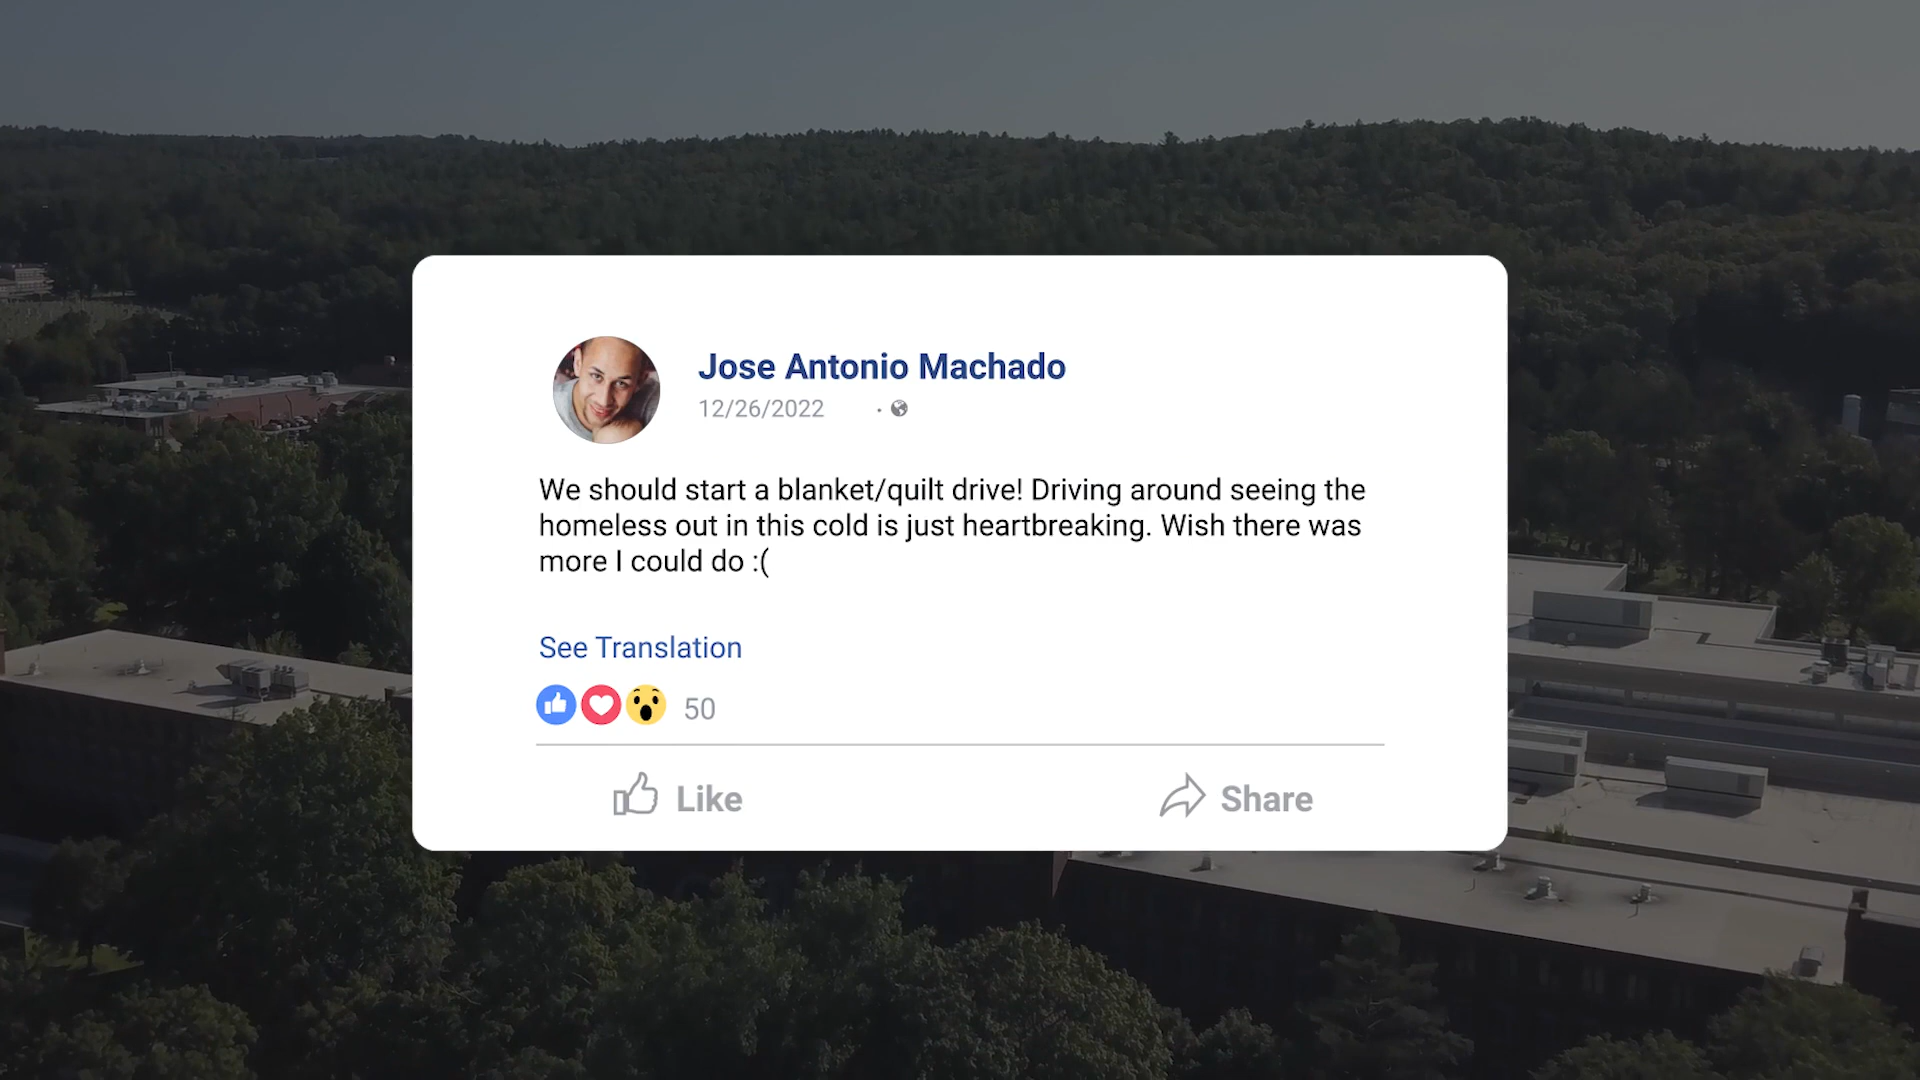 Jose Antonio Machado
12/26/2022
We should start a blanket/quilt drive! Driving around seeing the
homeless out in this cold is just heartbreaking. Wish there was
more I could do :(
See Translation
50
Like
Share